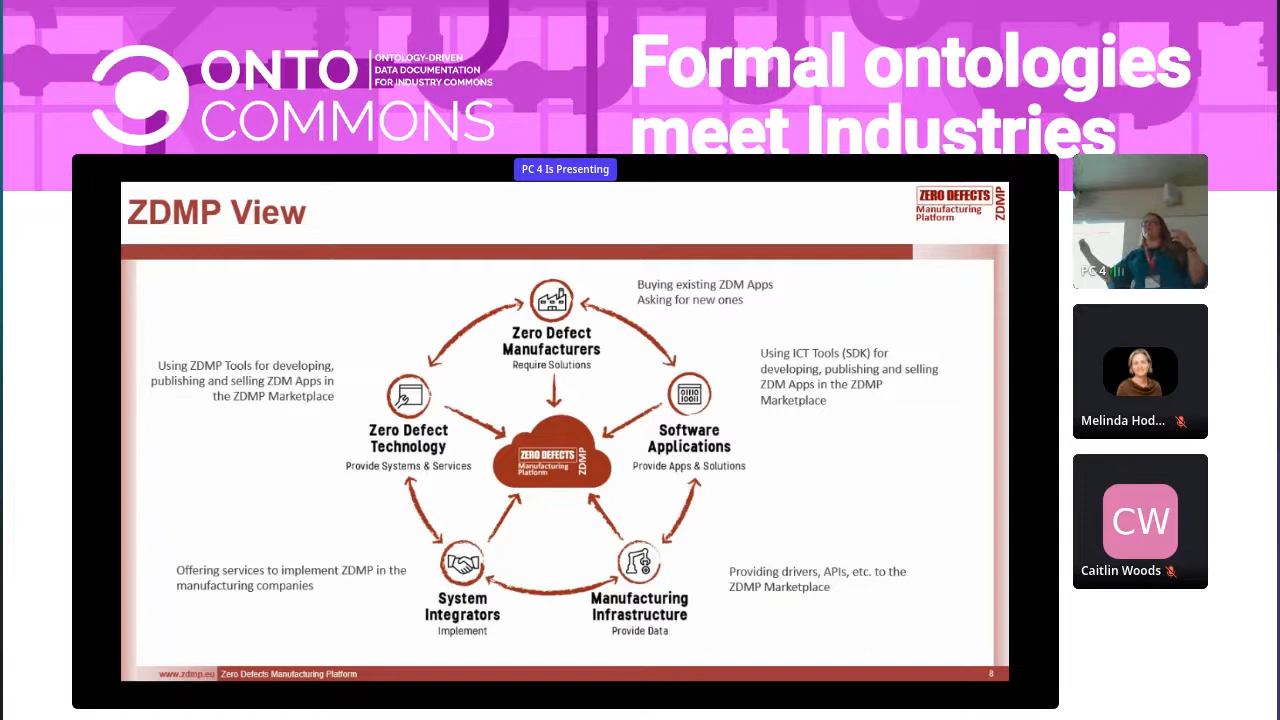 ONTO
COMMONS
ONTOLOGY-DRIVEN
DATA DOCUMENTATION
FOR INDUSTRY COMMONS
Formal ontologies
meet Industries
PC 4 Is Presenting
ZDMP View
ZERO DEFECTS
Manufacturing
Platform
ZDMP
Buying existing ZDM Apps
Asking for new ones
Zero Defect
Manufacturers
Require Solutions
Using ZDMP Tools for developing,
publishing and selling ZDM Apps in
the ZDMP Marketplace
Using ICT Tools (SDK) for
developing, publishing and selling
ZDM Apps in the ZDMP
Marketplace
Zero Defect
Technology
Provide Systems & Services
Software
Applications
Provide Apps & Solutions
ZERO DEFECTS
Manufacturing
Platform
ZDMP
Offering services to implement ZDMP in the
manufacturing companies
Providing drivers, APIs, etc. to the
ZDMP Marketplace
System
Integrators
Implement
Manufacturing
Infrastructure
Provide Data
www.zdmp.eu
Zero Defects Manufacturing Platform
8
PC 4
Melinda Hod...
CW
Caitlin Woods